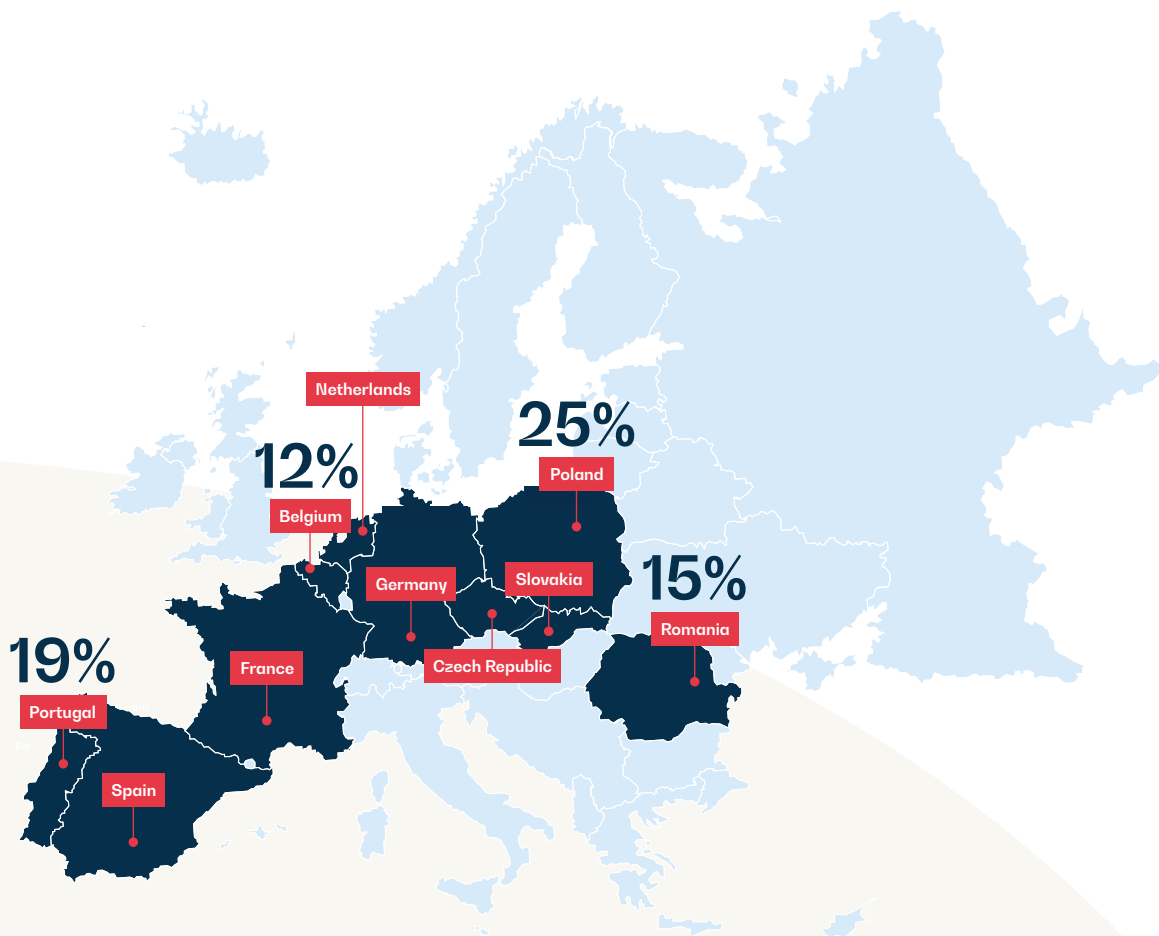 Netherlands
25%
12%
Poland
Belgium
15%
Slovakia
Germany
Romania
19%
France
Czech Republic
Portugal
Spain